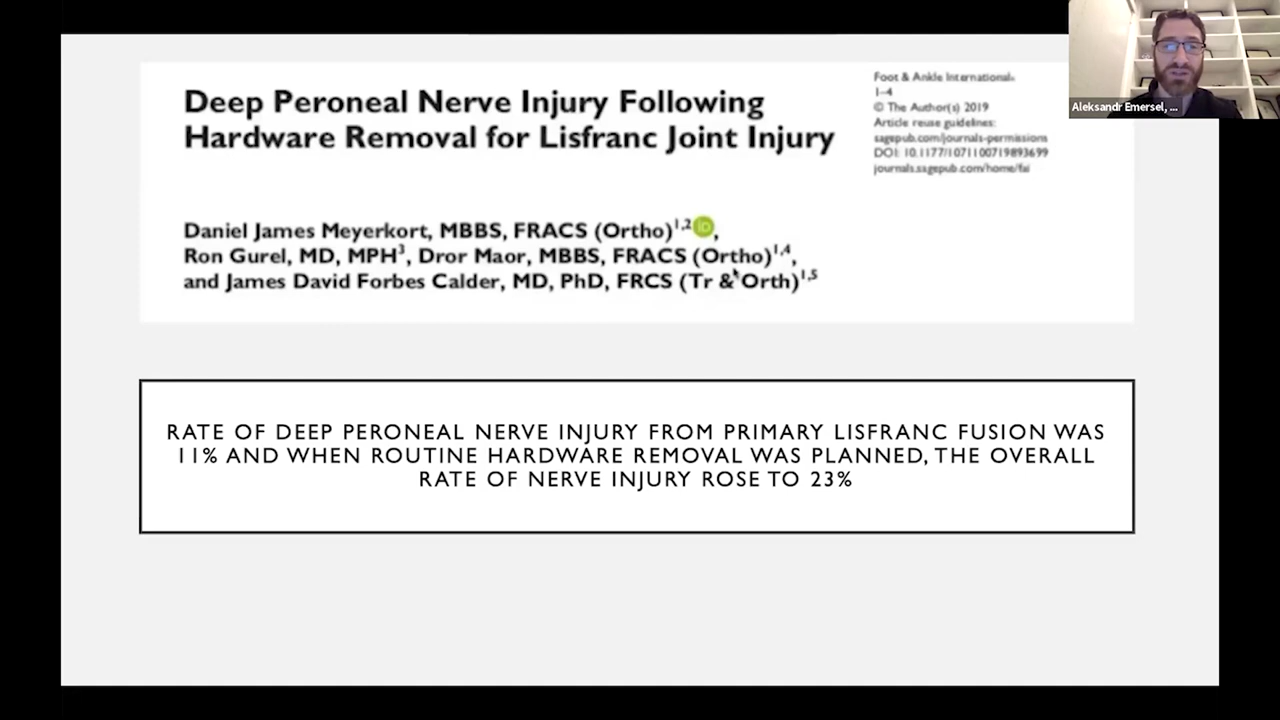 Deep Peroneal Nerve Injury Following
Hardware Removal for Lisfranc Joint Injury
Foot & Ankle International®
1–4
© The Author(s) 2019
Article reuse guidelines:
sagepub.com/journals-permissions
DOI: 10.1177/1071100719893699
journals.sagepub.com/home/fai
Daniel James Meyerkort, MBBS, FRACS (Ortho)1,2 iD,
Ron Gurel, MD, MPH3, Dror Maor, MBBS, FRACS (Ortho)1,4,
and James David Forbes Calder, MD, PhD, FRCS (Tr & Orth)1,5
RATE OF DEEP PERONEAL NERVE INJURY FROM PRIMARY LISFRANC FUSION WAS
11% AND WHEN ROUTINE HARDWARE REMOVAL WAS PLANNED, THE OVERALL
RATE OF NERVE INJURY ROSE TO 23%
Aleksandr Emersel, ...